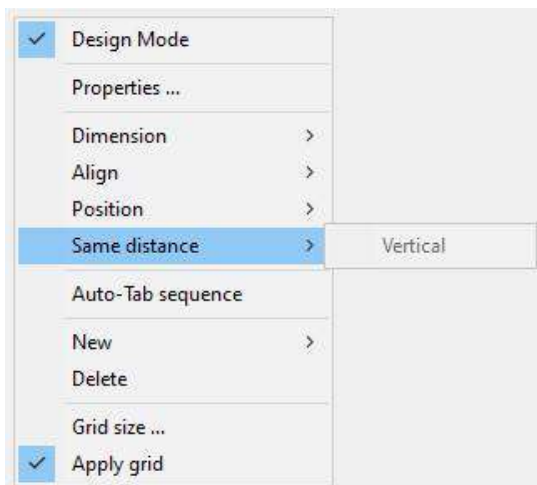 Design Mode
Properties ...
Dimension
Align
Position
Same distance
Vertical
Auto-Tab sequence
New
Delete
Grid size ...
Apply grid